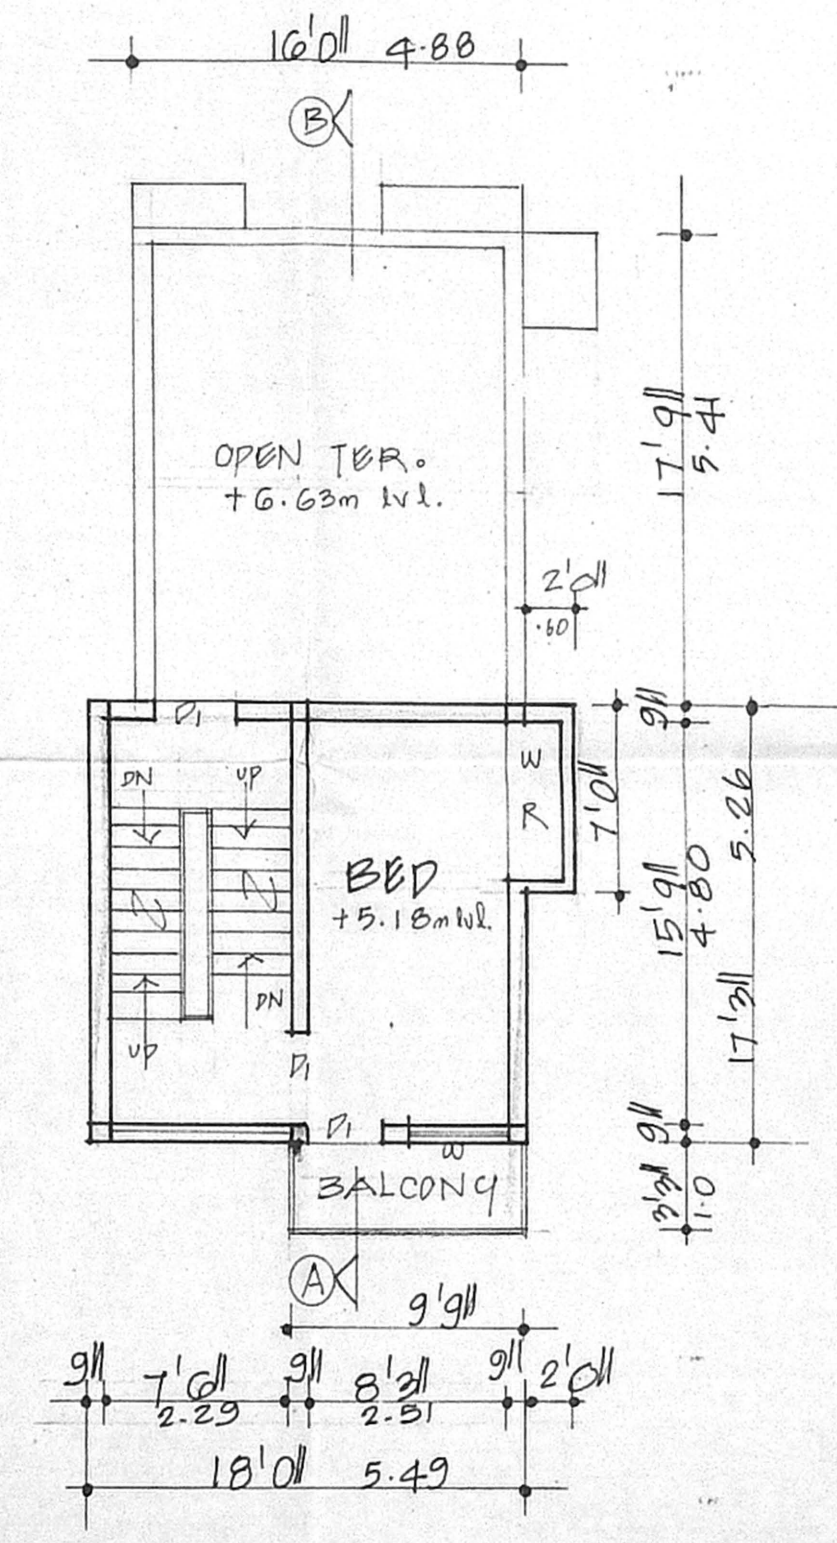 16'0" 4.88
B
17'9"
5.41
OPEN TER.
+6.63m lvl.
2'0"
.60
D1
9"
DN UP
W
R
7'0"
5.26
BED
+5.18m lvl.
15'9"
4.80
DN
17'3"
UP
D1
D1
W
9"
BALCONY
3'3"
1.0
A
9'9"
9" 7'6" 9" 8'3" 9" 2'0"
2.29 2.51
18'0" 5.49